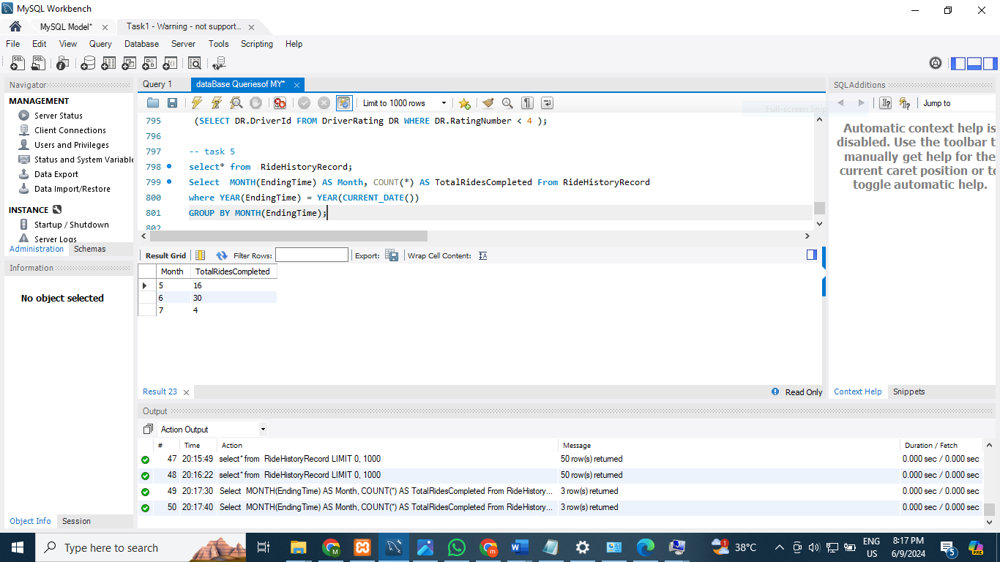 MySQL Workbench
MySQL Model*
Task1 - Warning - not support...
File Edit View Query Database Server Tools Scripting Help
Navigator
MANAGEMENT
Server Status
Client Connections
Users and Privileges
Status and System Variable
Data Export
Data Import/Restore
INSTANCE
Startup / Shutdown
Server Logs
Administration Schemas
Information
No object selected
Object Info Session
Query 1
dataBase Queriesof MY*
Limit to 1000 rows
795 (SELECT DR.DriverId FROM DriverRating DR WHERE DR.RatingNumber < 4 );
796
797 -- task 5
798 select* from RideHistoryRecord;
799 Select MONTH(EndingTime) AS Month, COUNT(*) AS TotalRidesCompleted From RideHistoryRecord
800 where YEAR(EndingTime) = YEAR(CURRENT_DATE())
801 GROUP BY MONTH(EndingTime);
802
Result Grid Filter Rows: Export: Wrap Cell Content:
Month TotalRidesCompleted
5 16
6 30
7 4
Result 23
Read Only
SQLAdditions
Jump to
Full-screen Snip
Automatic context help is
disabled. Use the toolbar t
manually get help for the
current caret position or to
toggle automatic help.
Context Help Snippets
Output
Action Output
# Time Action Message Duration / Fetch
47 20:15:49 select* from RideHistoryRecord LIMIT 0, 1000 50 row(s) returned 0.000 sec / 0.000 sec
48 20:16:22 select* from RideHistoryRecord LIMIT 0, 1000 50 row(s) returned 0.000 sec / 0.000 sec
49 20:17:30 Select MONTH(EndingTime) AS Month, COUNT(*) AS TotalRidesCompleted From RideHistory... 3 row(s) returned 0.000 sec / 0.000 sec
50 20:17:40 Select MONTH(EndingTime) AS Month, COUNT(*) AS TotalRidesCompleted From RideHistory... 3 row(s) returned 0.000 sec / 0.000 sec
Type here to search
38°C
ENG
US
8:17 PM
6/9/2024
5